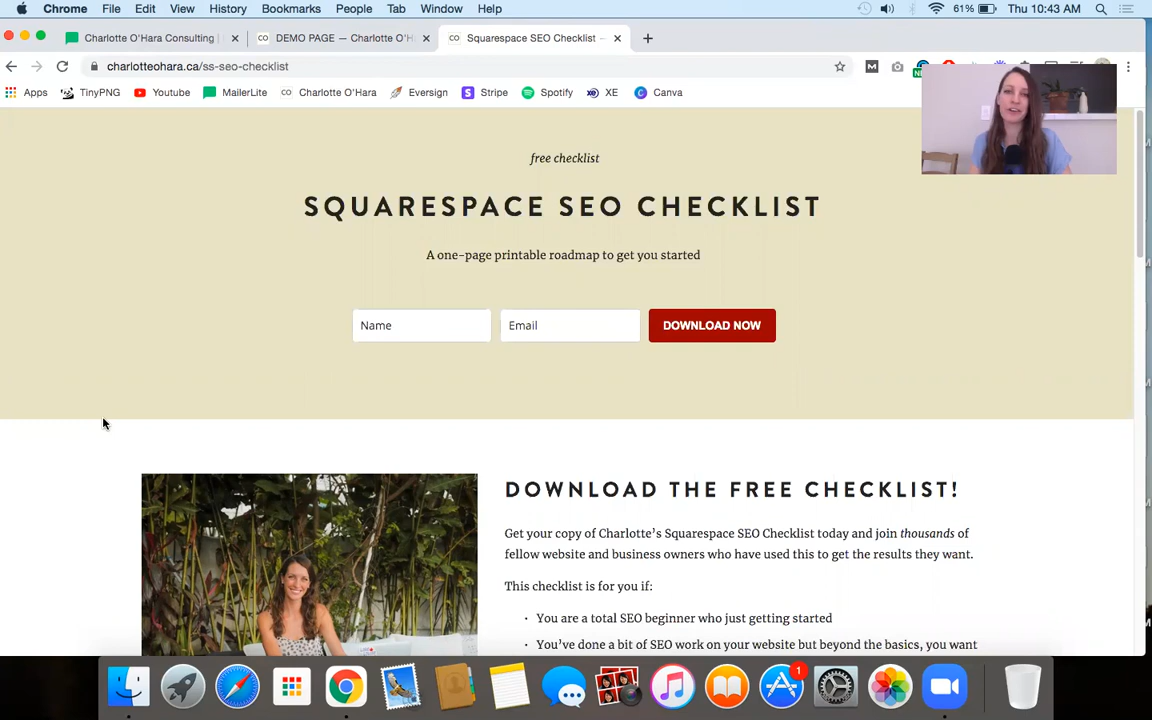 Chrome File Edit View History Bookmarks People Tab Window Help 61% Thu 10:43 AM
Charlotte O'Hara Consulting |
DEMO PAGE — Charlotte O'H
Squarespace SEO Checklist –
charlotteohara.ca/ss-seo-checklist
Apps TinyPNG Youtube MailerLite Charlotte O'Hara Eversign Stripe Spotify XE Canva
free checklist
SQUARESPACE SEO CHECKLIST
A one-page printable roadmap to get you started
Name Email DOWNLOAD NOW
DOWNLOAD THE FREE CHECKLIST!
Get your copy of Charlotte's Squarespace SEO Checklist today and join thousands of
fellow website and business owners who have used this to get the results they want.
This checklist is for you if:
• You are a total SEO beginner who just getting started
• You've done a bit of SEO work on your website but beyond the basics, you want
1